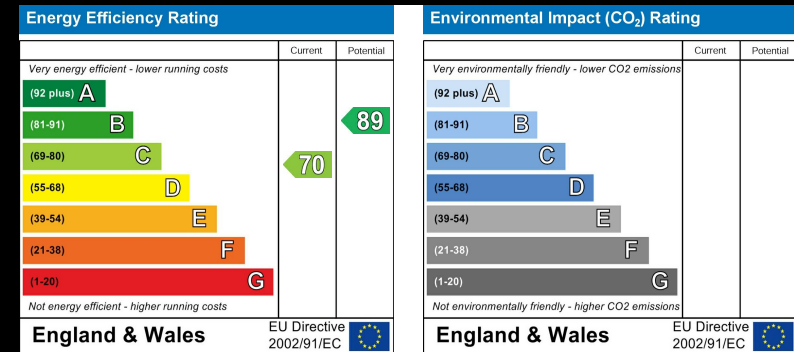 Energy Efficiency Rating
Current Potential
Very energy efficient - lower running costs
(92 plus) A
(81-91) B
89
(69-80) C
70
(55-68) D
(39-54) E
(21-38) F
(1-20) G
Not energy efficient - higher running costs
England & Wales
EU Directive
2002/91/EC
Environmental Impact (CO₂) Rating
Current Potential
Very environmentally friendly - lower CO2 emissions
(92 plus) A
(81-91) B
(69-80) C
(55-68) D
(39-54) E
(21-38) F
(1-20) G
Not environmentally friendly - higher CO2 emissions
England & Wales
EU Directive
2002/91/EC